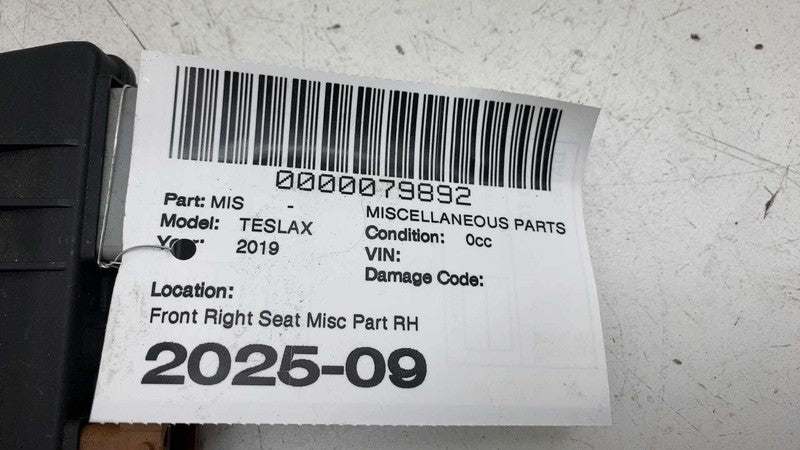 0000079892
Part: MIS - MISCELLANEOUS PARTS
Model: TESLAX Condition: 0cc
2019 VIN:
Damage Code:
Location:
Front Right Seat Misc Part RH
2025-09